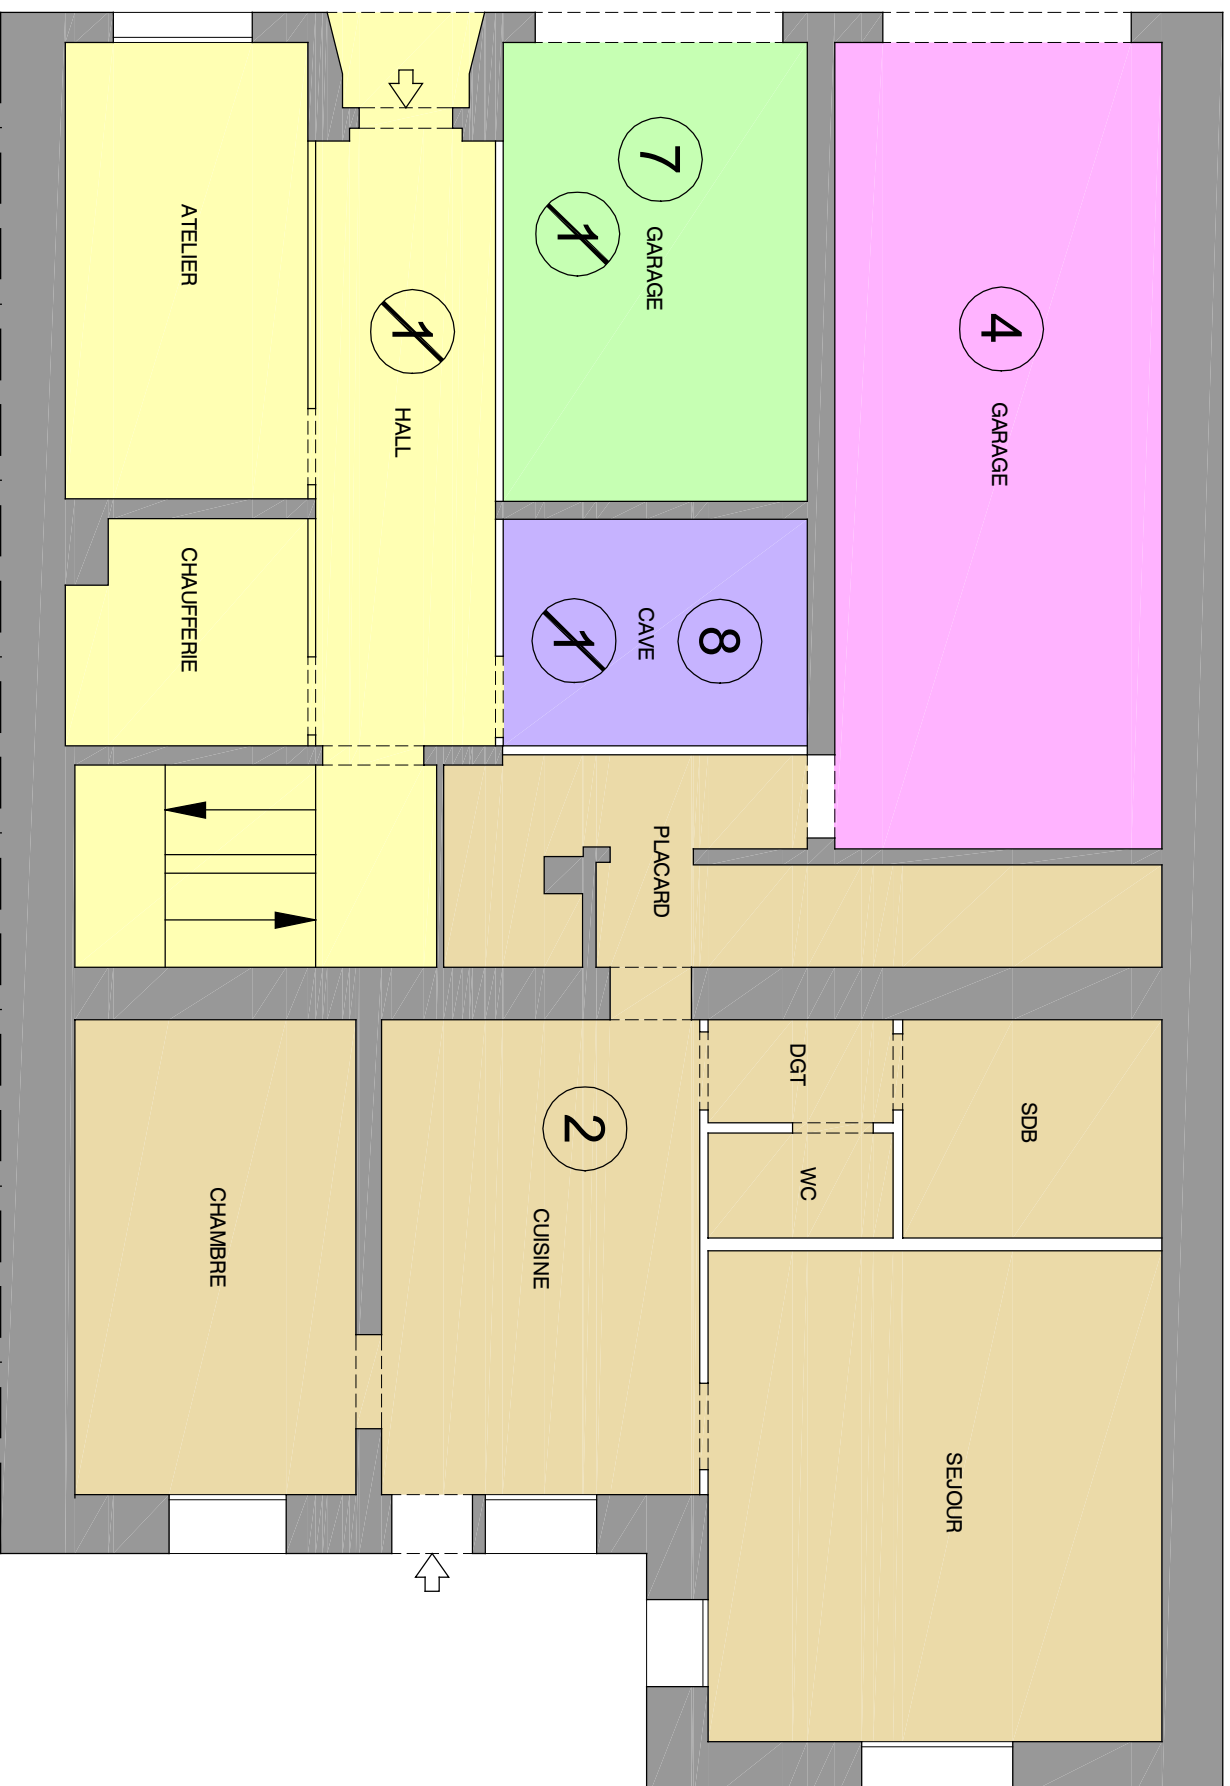 4
GARAGE
7
GARAGE
1
8
CAVE
1
1
HALL
ATELIER
CHAUFFERIE
PLACARD
SDB
DGT
WC
2
CUISINE
CHAMBRE
SEJOUR